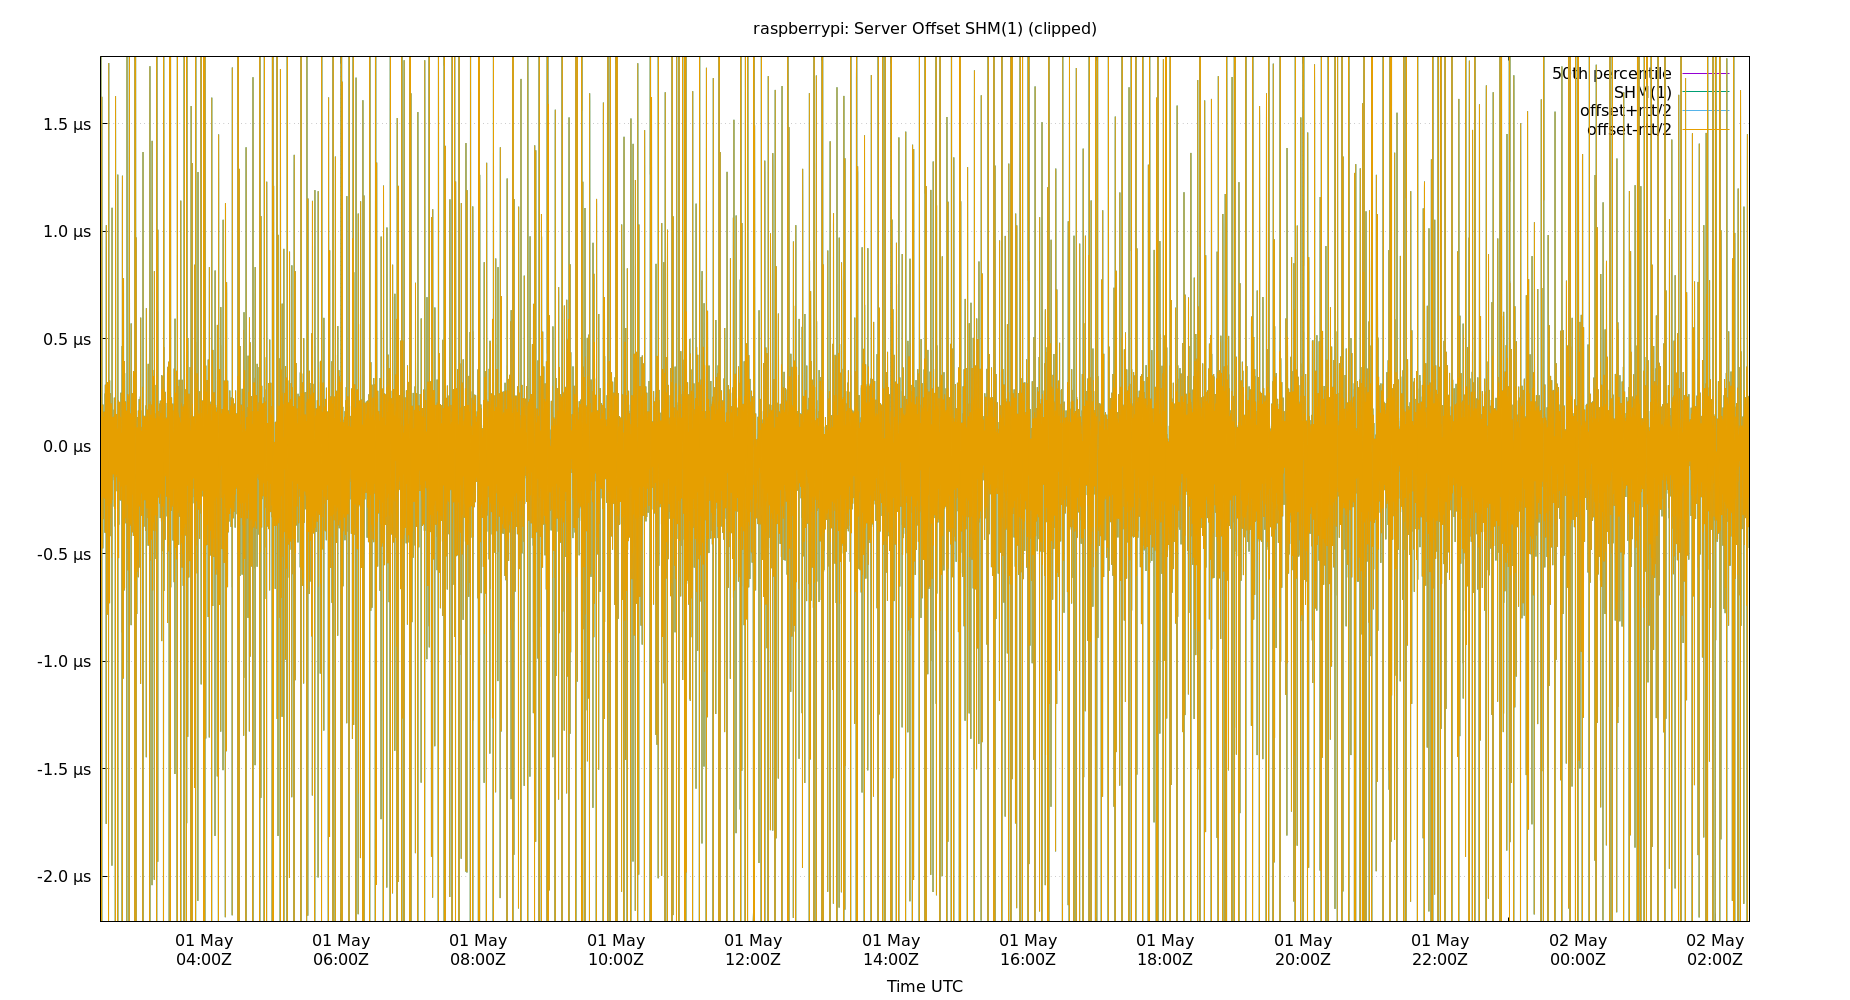 raspberrypi: Server Offset SHM(1) (clipped)
50th percentile
SHM(1)
offset+rtt/2
offset-rtt/2
1.5 µs
1.0 µs
0.5 µs
0.0 µs
-0.5 µs
-1.0 µs
-1.5 µs
-2.0 µs
01 May 01 May 01 May 01 May 01 May 01 May 01 May 01 May 01 May 01 May 02 May 02 May
04:00Z 06:00Z 08:00Z 10:00Z 12:00Z 14:00Z 16:00Z 18:00Z 20:00Z 22:00Z 00:00Z 02:00Z
Time UTC